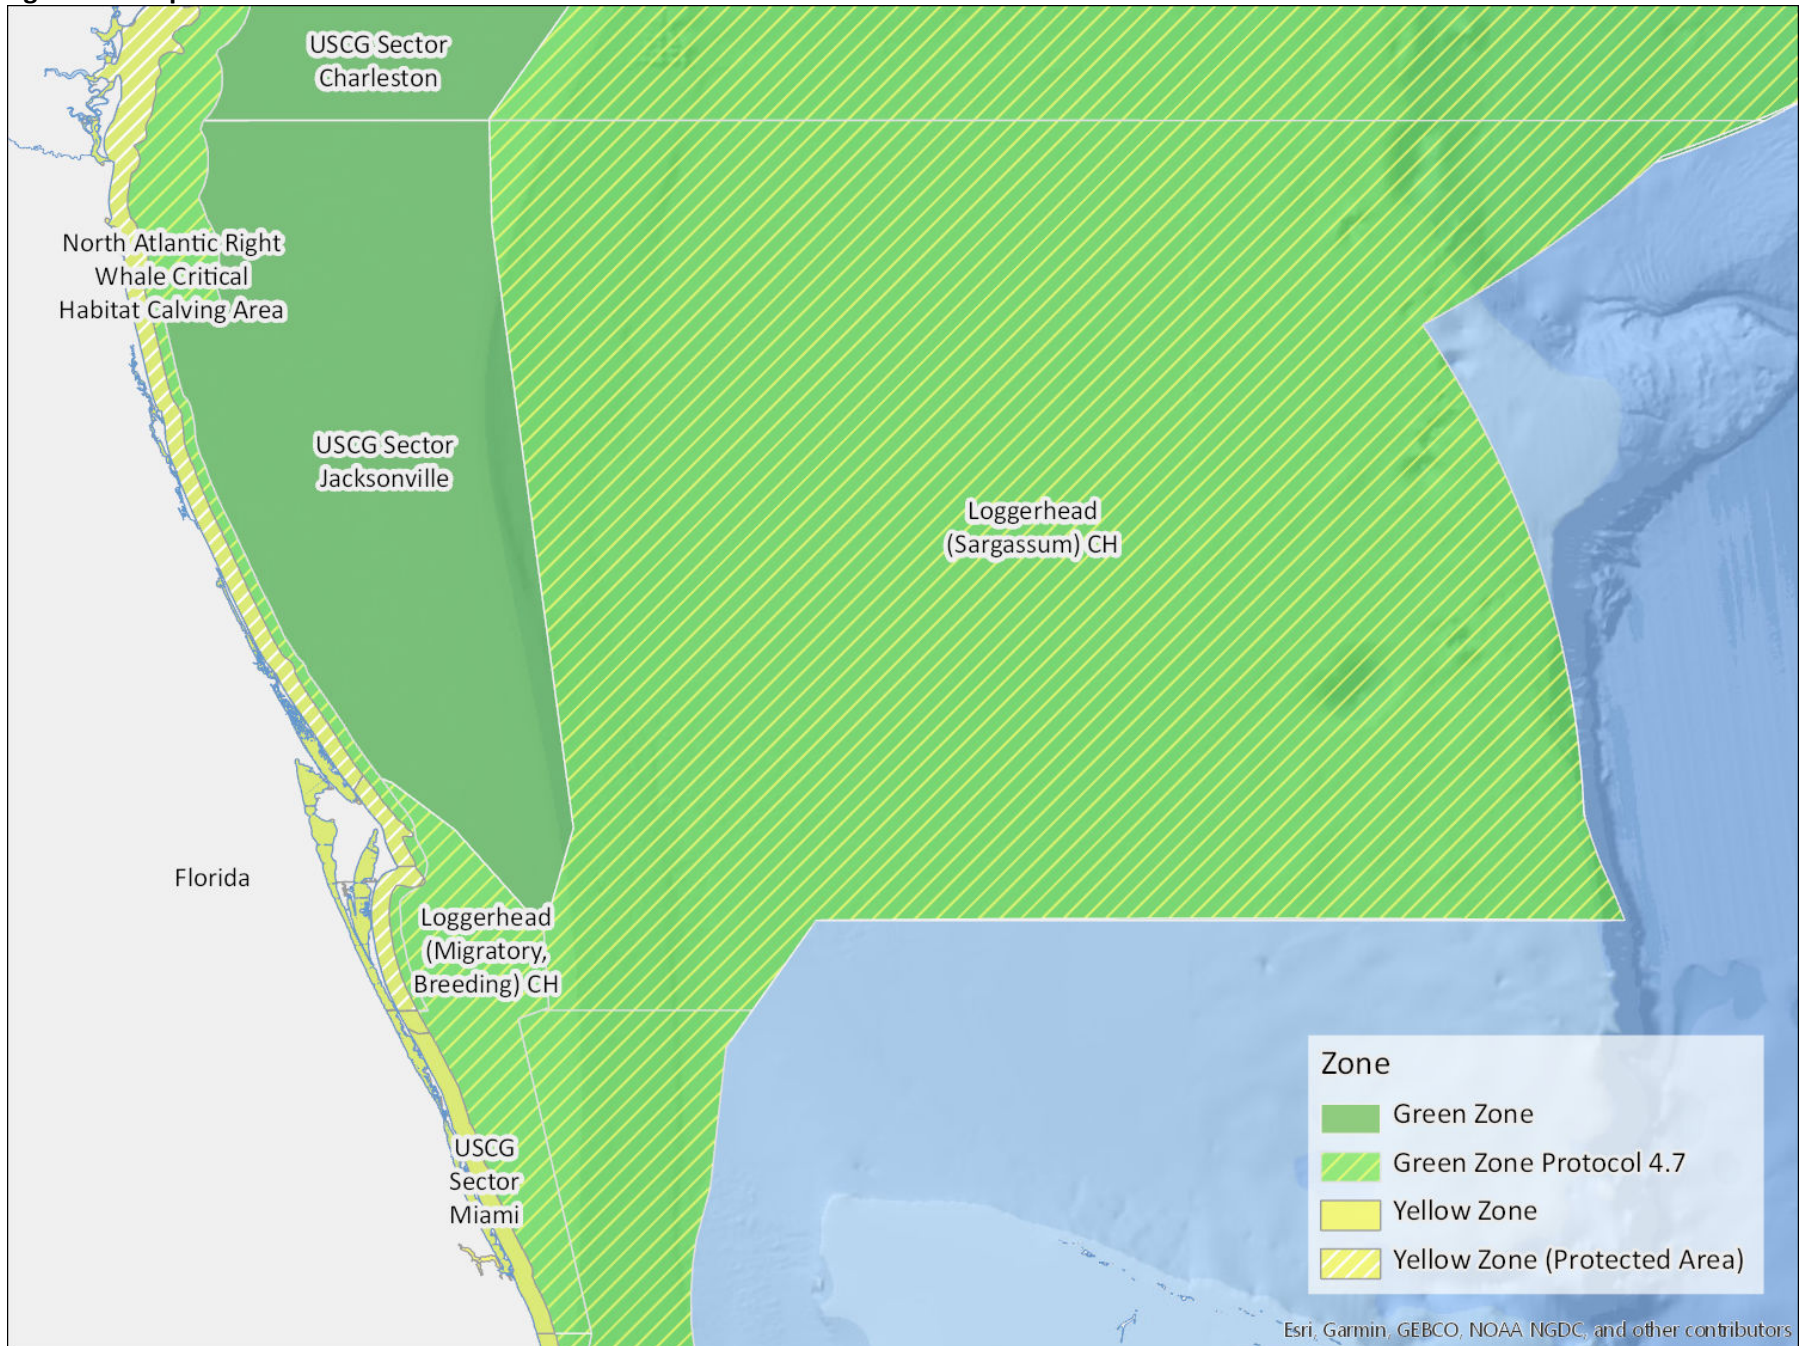 USCG Sector
Charleston
North Atlantic Right
Whale Critical
Habitat Calving Area
USCG Sector
Jacksonville
Loggerhead
(Sargassum) CH
Florida
Loggerhead
(Migratory,
Breeding) CH
USCG
Sector
Miami
Zone
Green Zone
Green Zone Protocol 4.7
Yellow Zone
Yellow Zone (Protected Area)
Esri, Garmin, GEBCO, NOAA NGDC, and other contributors